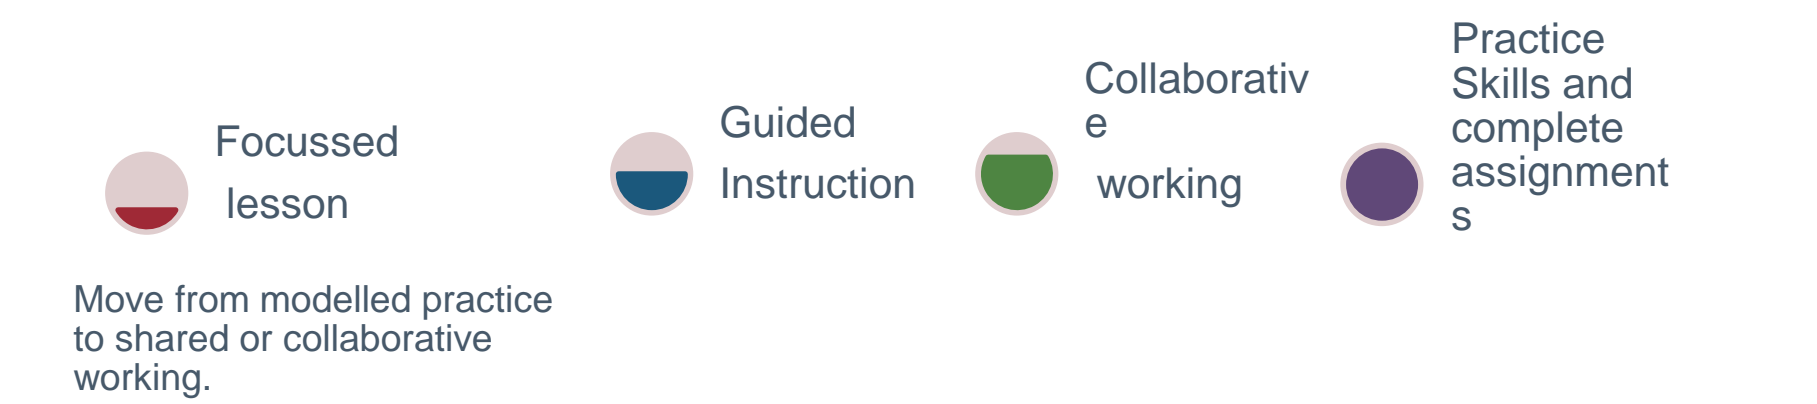 Focussed
lesson
Guided
Instruction
Collaborativ
e
working
Practice
Skills and
complete
assignment
s
Move from modelled practice
to shared or collaborative
working.